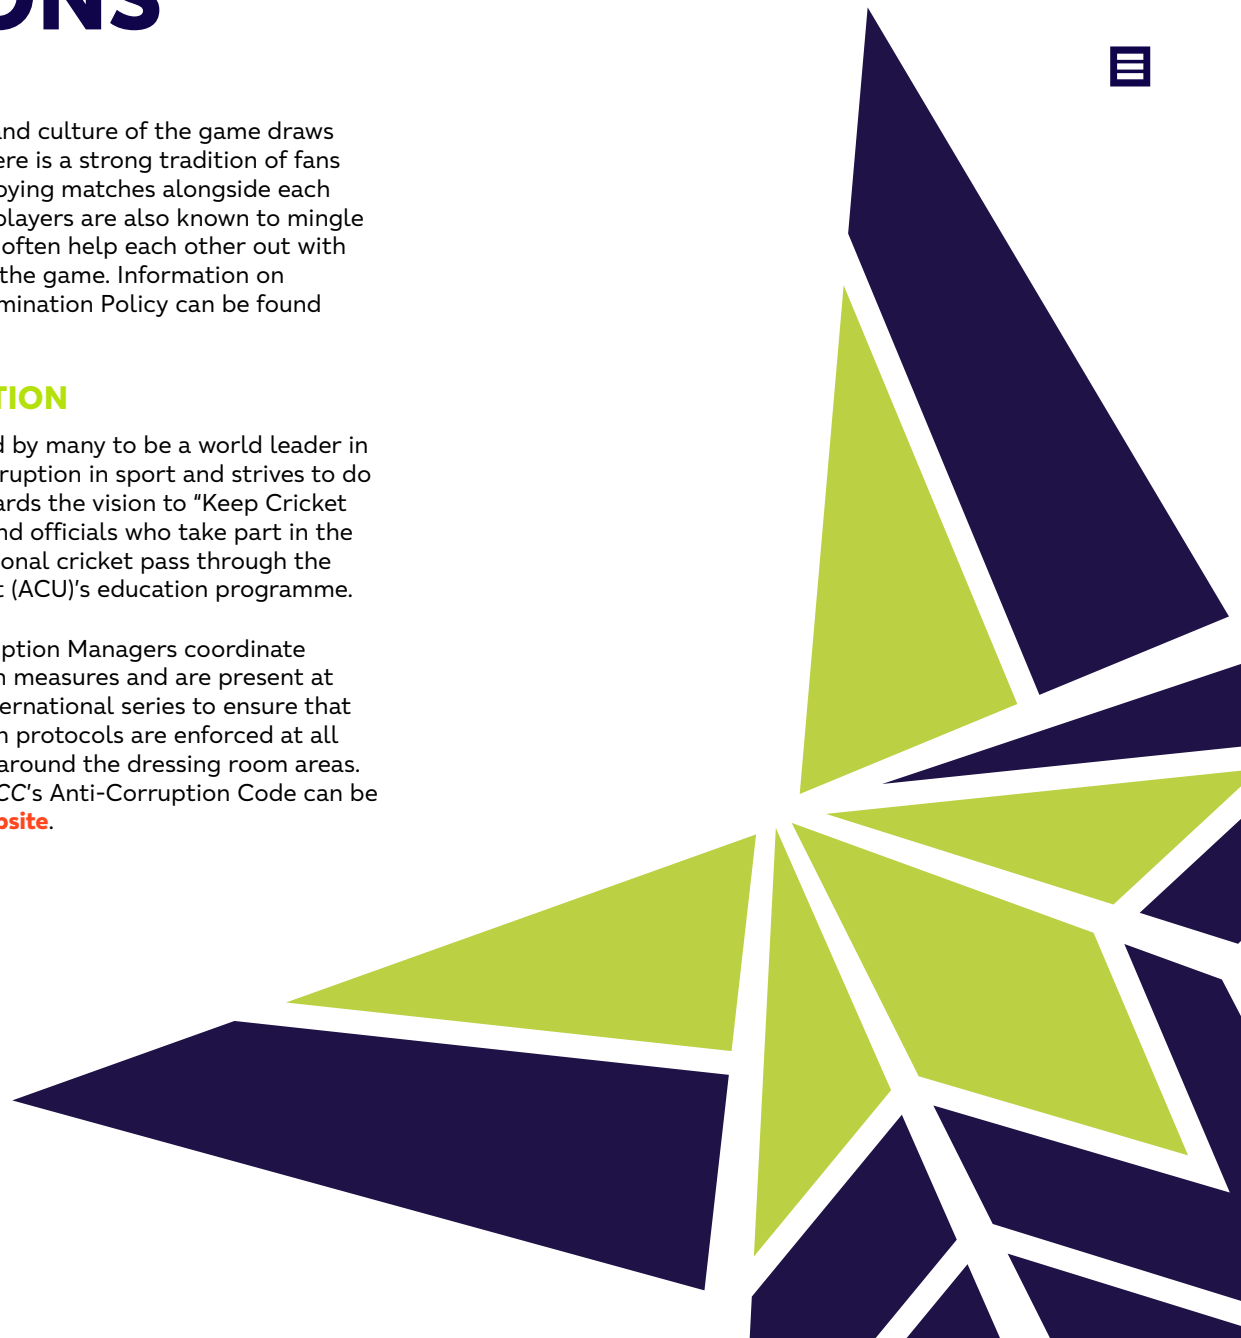 ONS
and culture of the game draws
ere is a strong tradition of fans
oying matches alongside each
players are also known to mingle
often help each other out with
the game. Information on
mination Policy can be found
TION
d by many to be a world leader in
ruption in sport and strives to do
ards the vision to “Keep Cricket
nd officials who take part in the
onal cricket pass through the
t (ACU)’s education programme.
ption Managers coordinate
n measures and are present at
ernational series to ensure that
n protocols are enforced at all
around the dressing room areas.
CC’s Anti-Corruption Code can be
bsite.